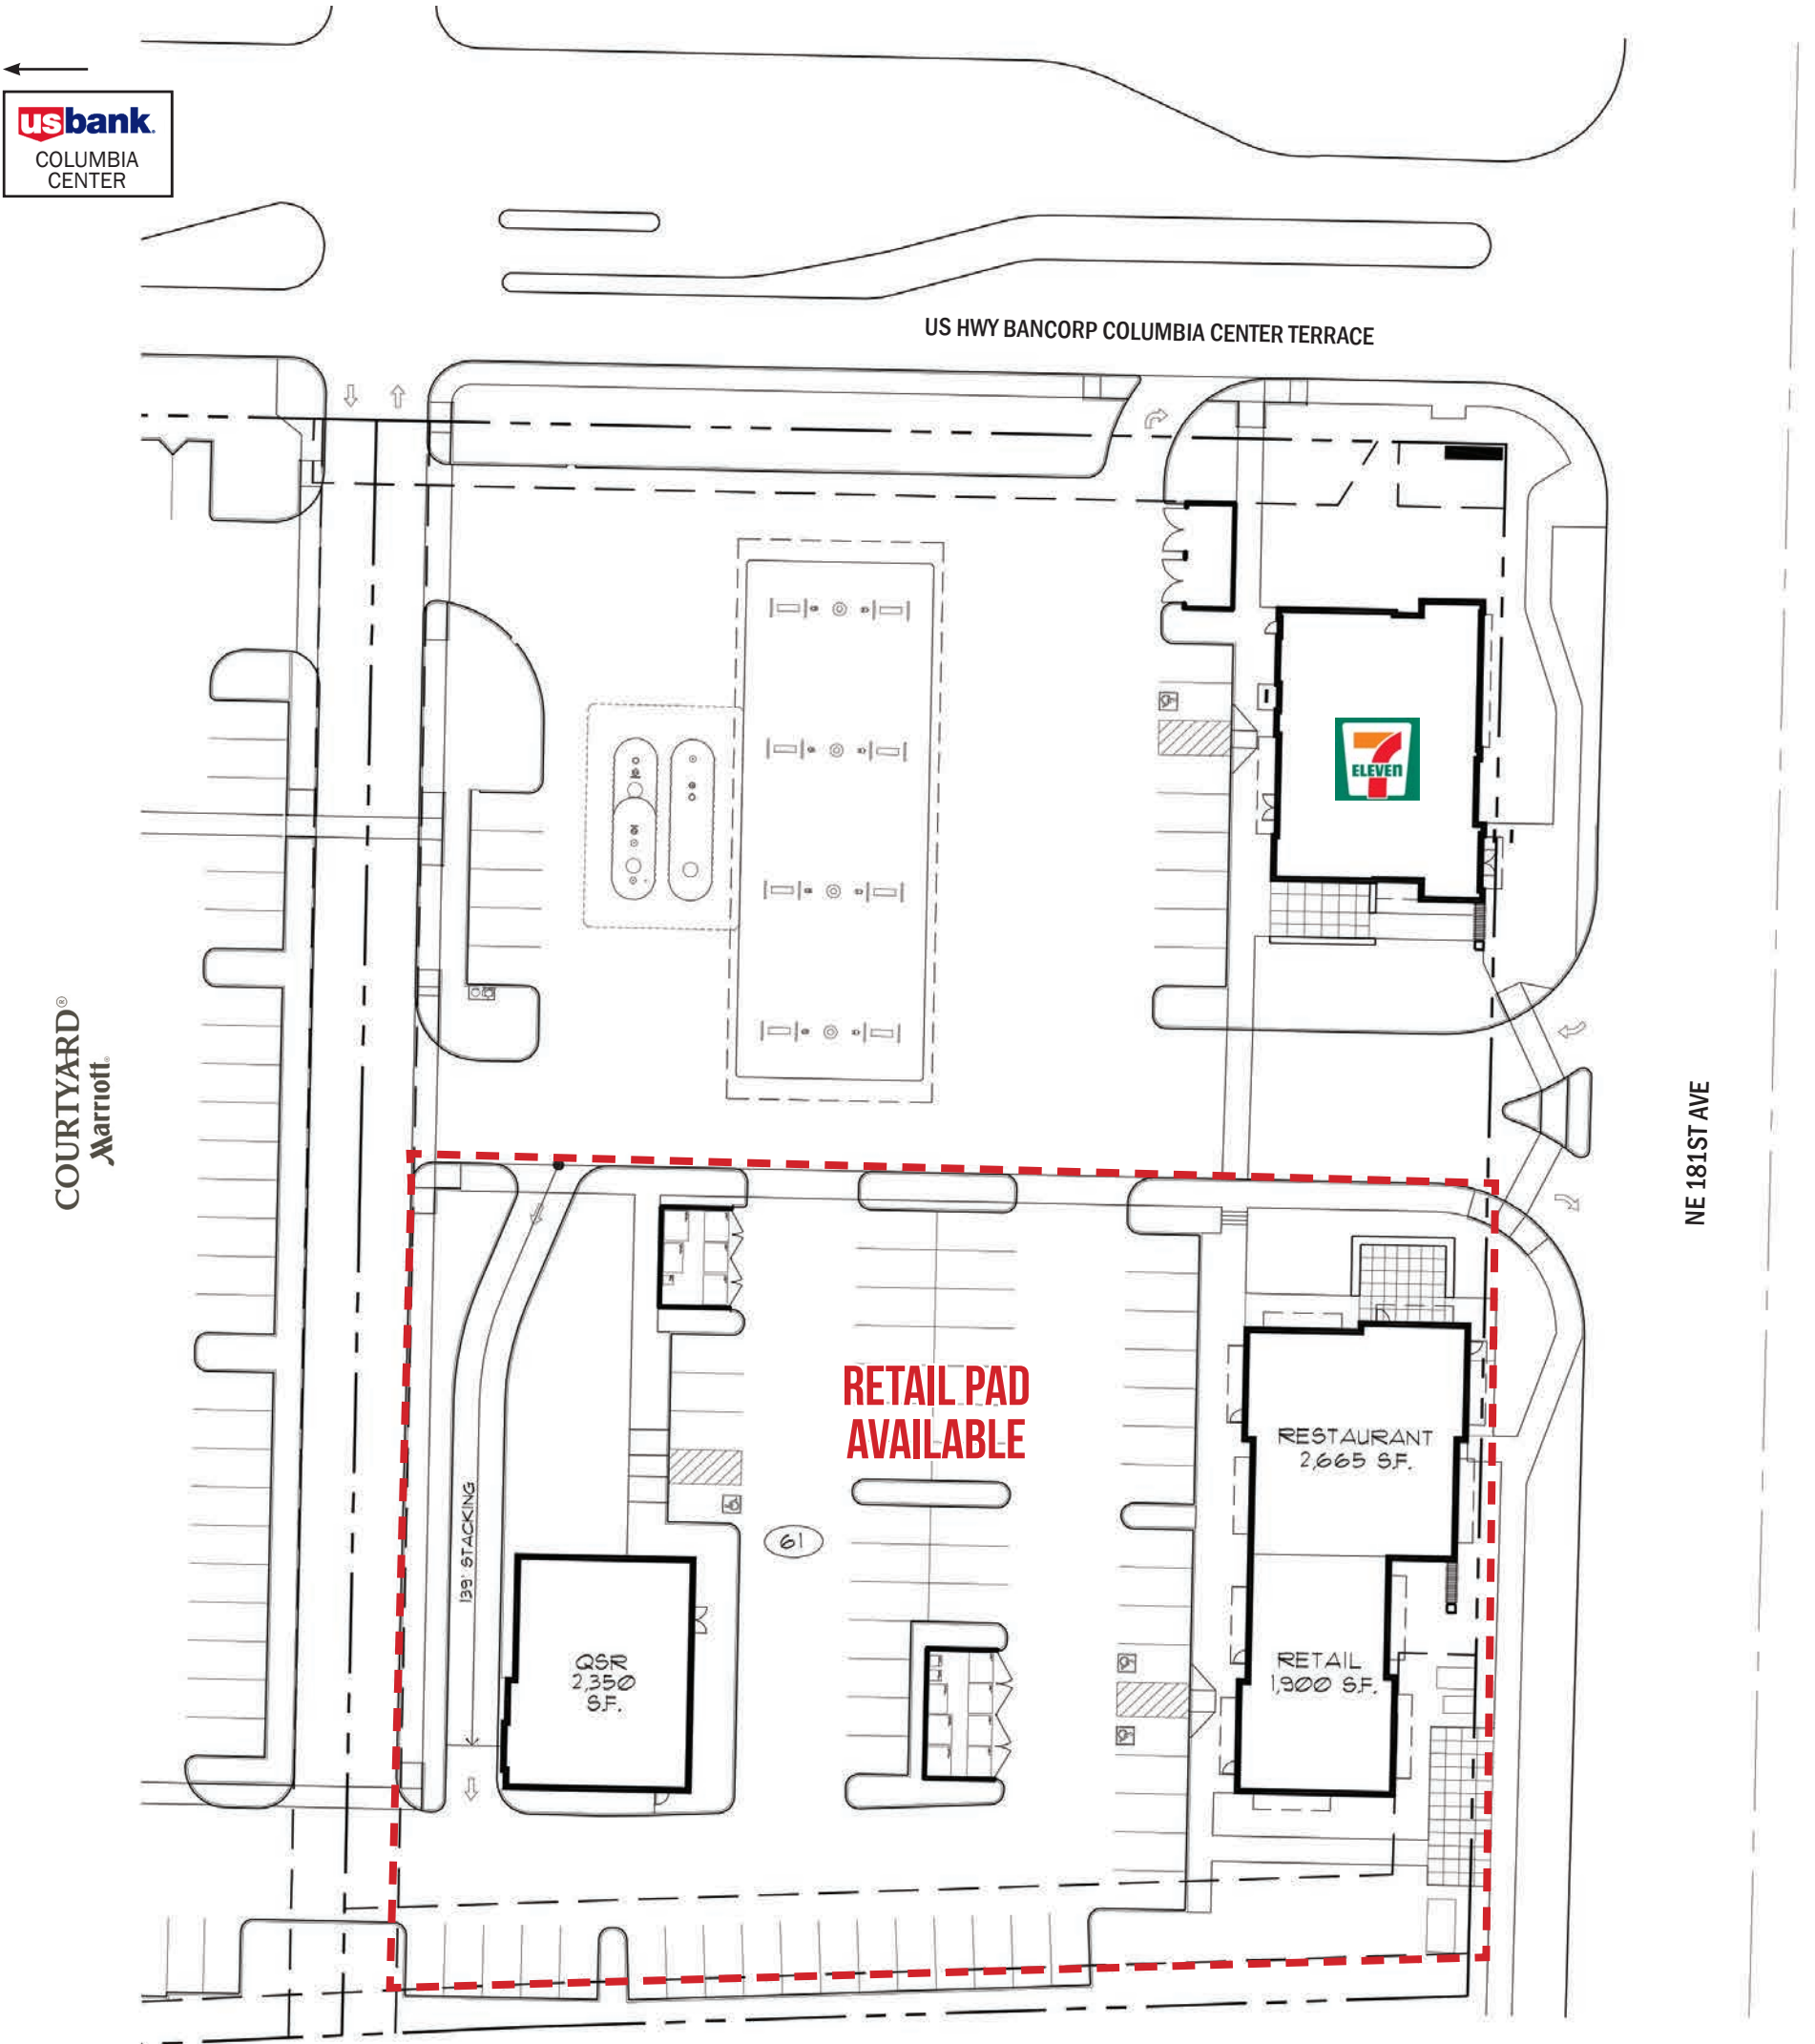 usbank.
COLUMBIA
CENTER
US HWY BANCORP COLUMBIA CENTER TERRACE
7
ELEVEN
COURTYARD®
Marriott®
NE 181ST AVE
RETAIL PAD
AVAILABLE
RESTAURANT
2,665 S.F.
139' STACKING
61
QSR
2,350
S.F.
RETAIL
1,900 S.F.